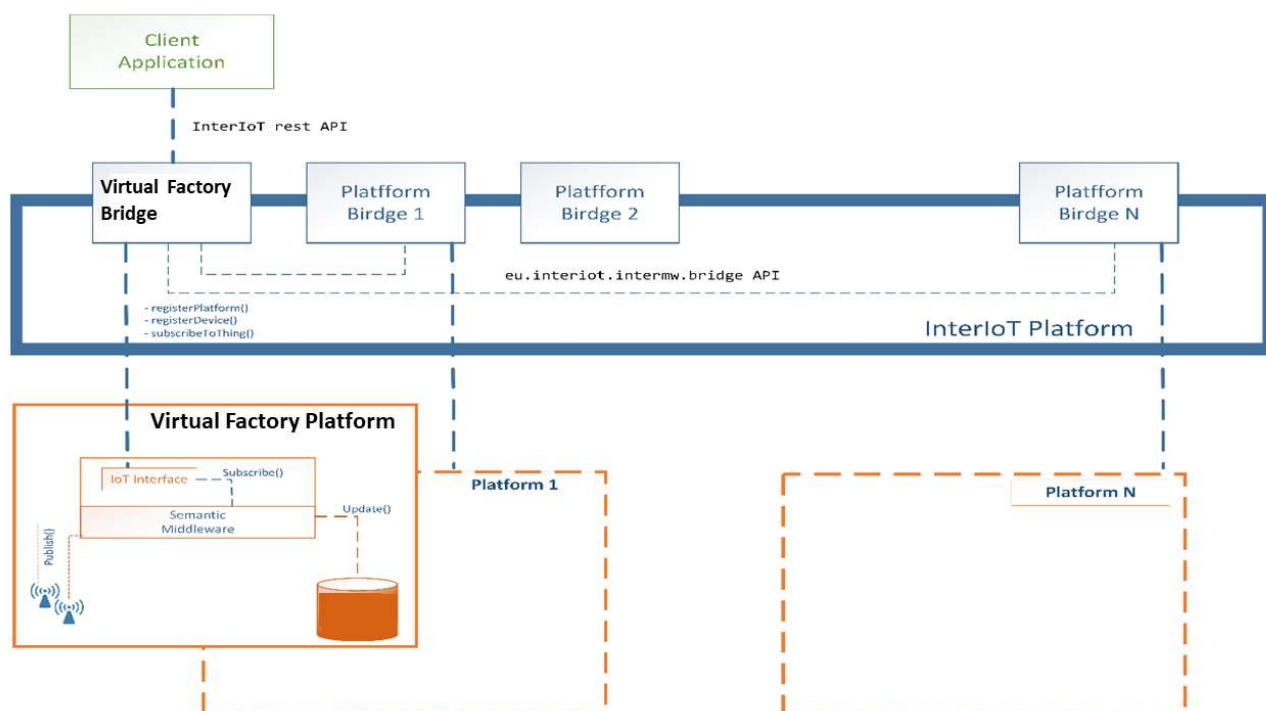 Client
Application
InterIoT rest API
Virtual Factory
Bridge
Platfform
Birdge 1
Platfform
Birdge 2
Platfform
Birdge N
eu.interiot.intermw.bridge API
- registerPlatform()
- registerDevice()
- subscribeToThing()
InterIoT Platform
Virtual Factory Platform
IoT Interface
Subscribe()
Semantic
Middleware
Update()
Publish()
Platform 1
Platform N